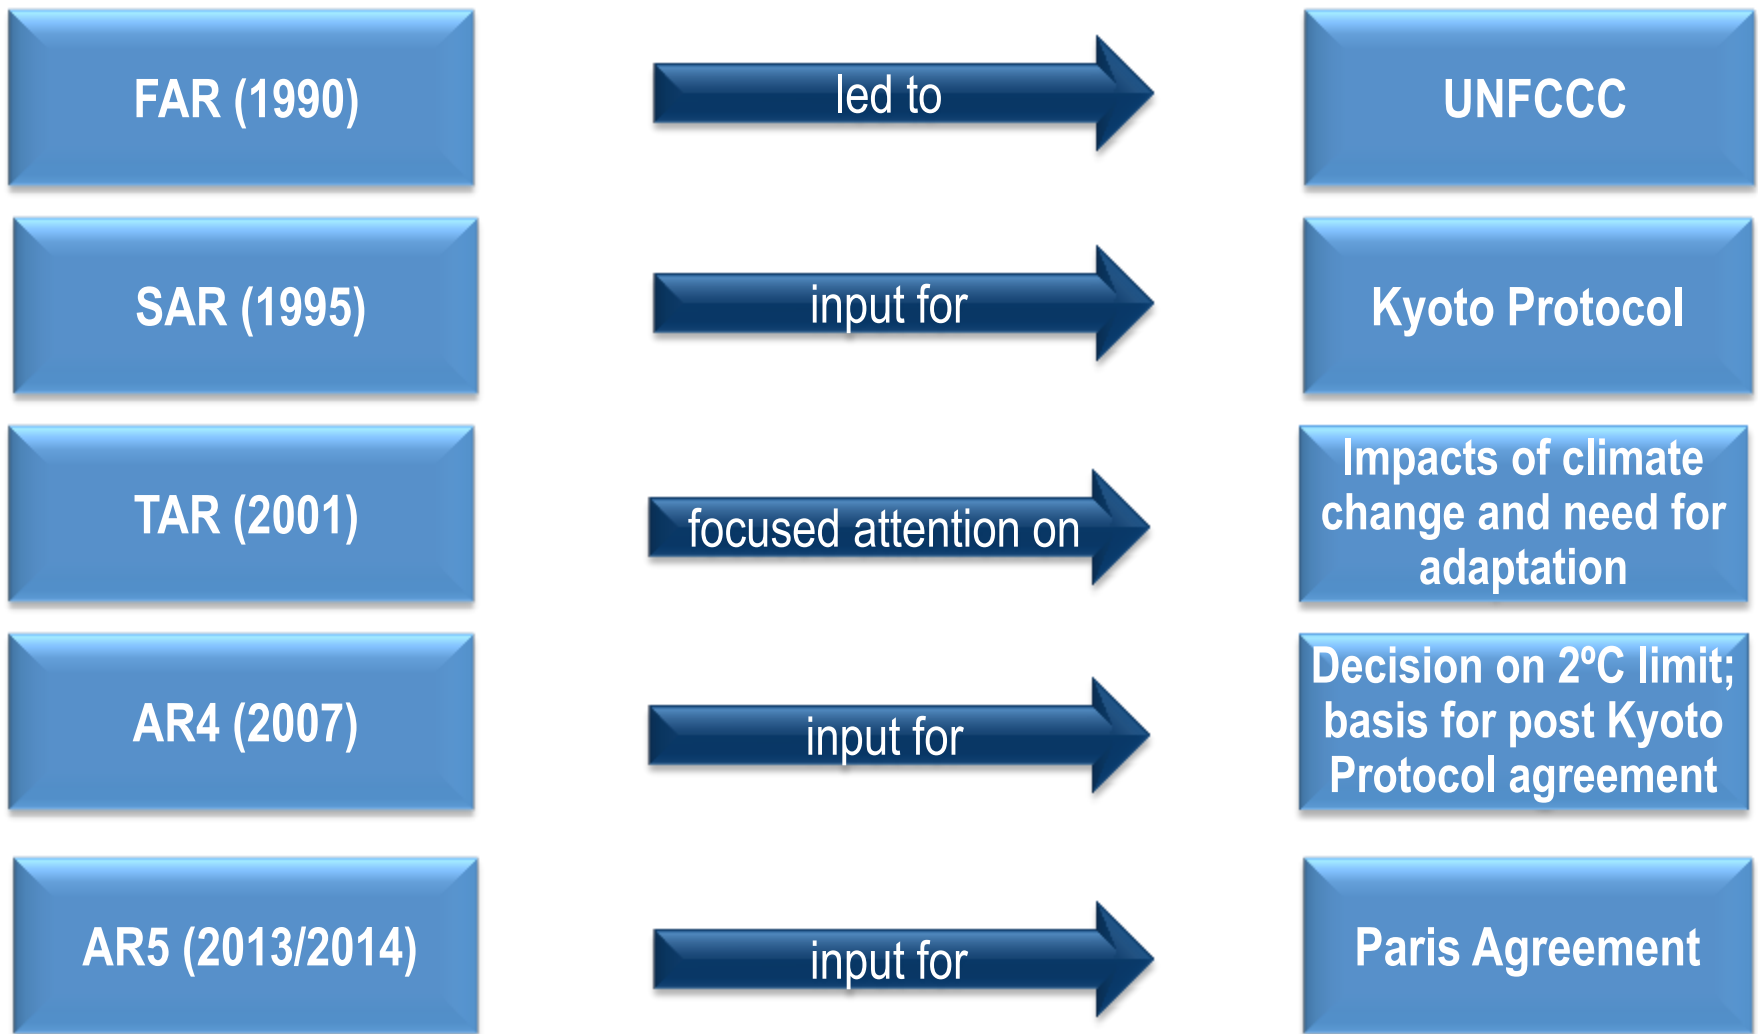 FAR (1990)
led to
UNFCCC
SAR (1995)
input for
Kyoto Protocol
TAR (2001)
focused attention on
Impacts of climate
change and need for
adaptation
AR4 (2007)
input for
Decision on 2ºC limit;
basis for post Kyoto
Protocol agreement
AR5 (2013/2014)
input for
Paris Agreement